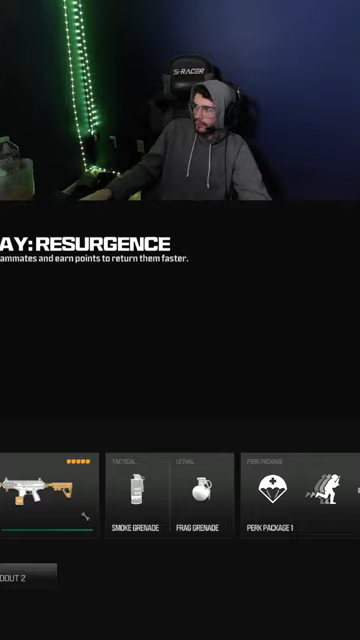 S-RACER
AY: RESURGENCE
ammates and earn points to return them faster.
TACTICAL
LETHAL
PERK PACKAGE
SMOKE GRENADE
FRAG GRENADE
PERK PACKAGE 1
DOUT 2